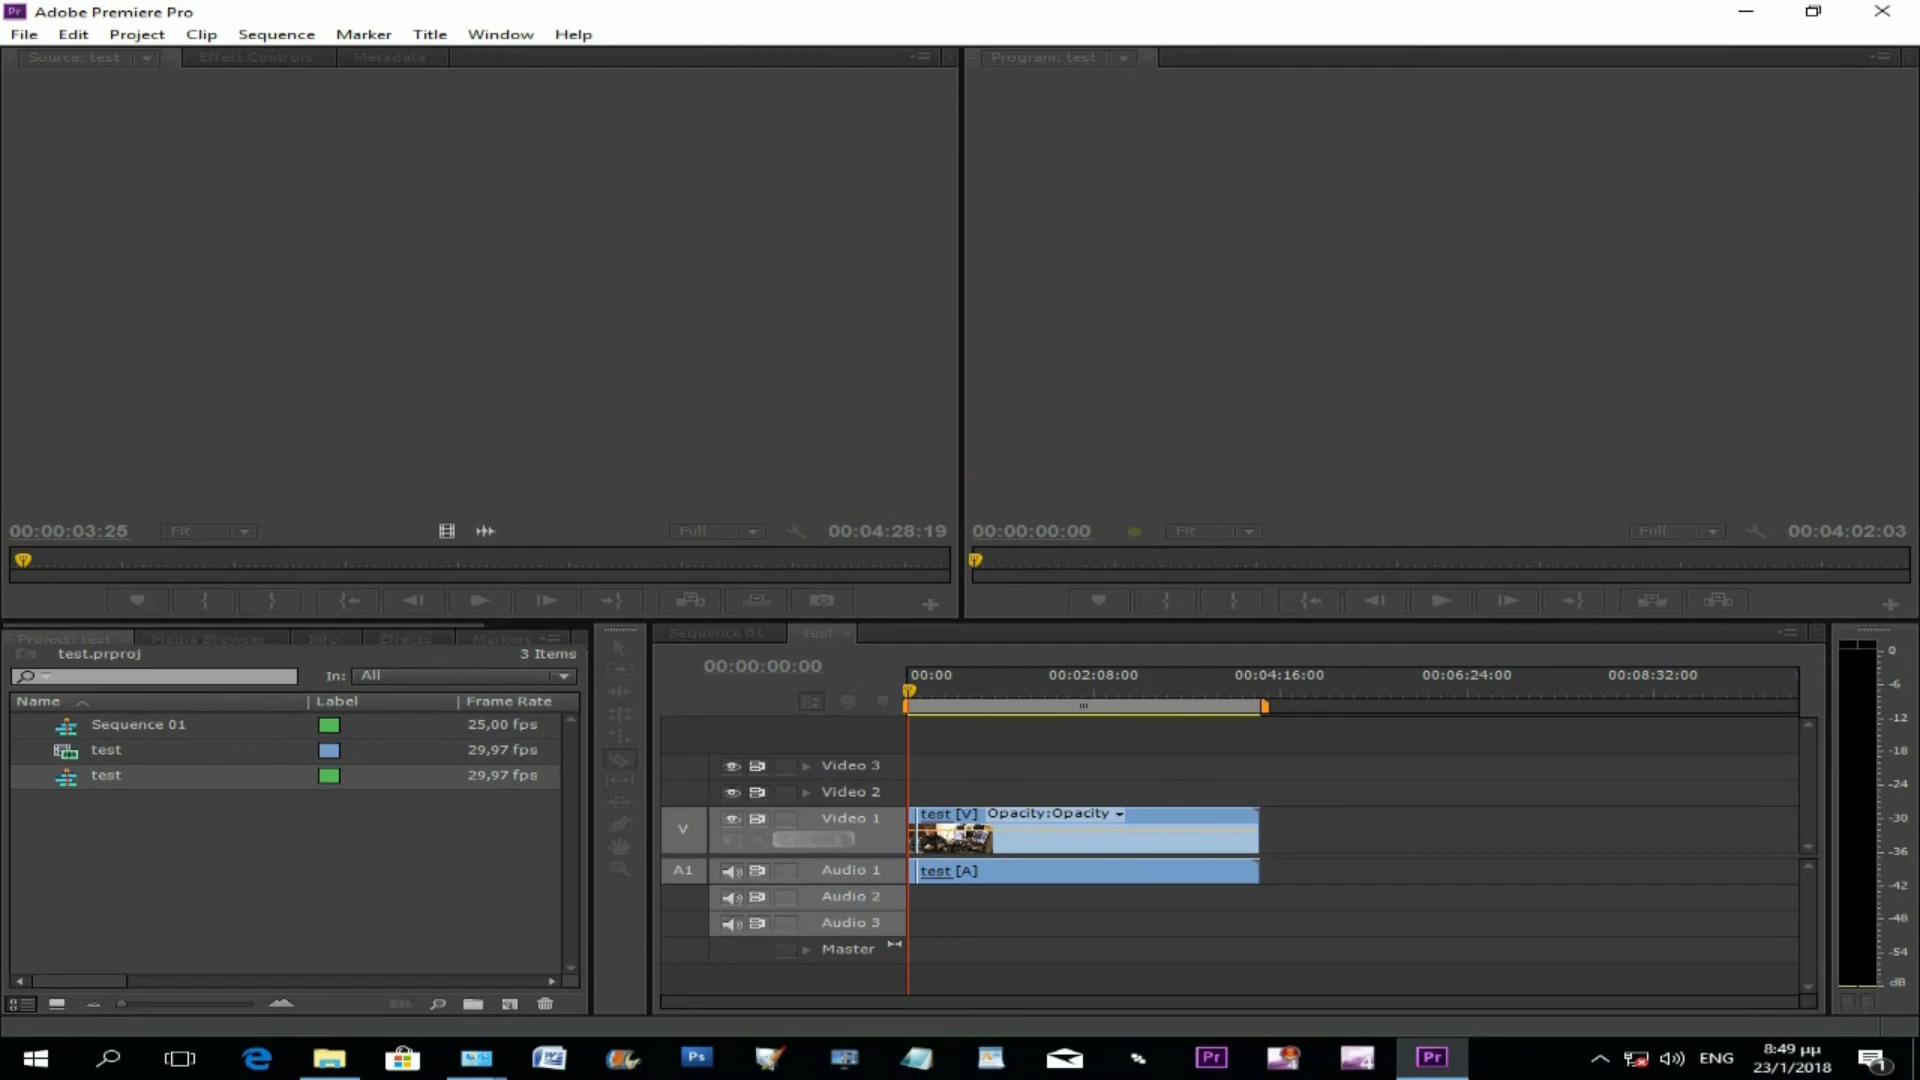 Pr Adobe Premiere Pro
File Edit Project Clip Sequence Marker Title Window Help
Source: test Effect Controls Metadata Program: test
00:00:03:25 Fit Full 00:04:28:19 00:00:00:00 Fit Full 00:04:02:03
Project: test Media Browser Info Effects Markers
test.prproj 3 Items
In: All
Name Label Frame Rate
Sequence 01 25,00 fps
test 29,97 fps
test 29,97 fps
Sequence 01 test
00:00:00:00
00:00 00:02:08:00 00:04:16:00 00:06:24:00 00:08:32:00
Video 3
Video 2
V Video 1 test [V] Opacity:Opacity
A1 Audio 1 test [A]
Audio 2
Audio 3
Master
0
-6
-12
-18
-24
-30
-36
-42
-48
-54
dB
S S
Ps Pr 4 Pr ENG 8:49 μμ
23/1/2018 1